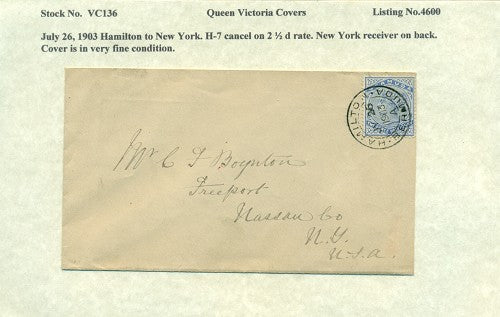 Stock No. VC136 Queen Victoria Covers Listing No.4600
July 26, 1903 Hamilton to New York. H-7 cancel on 2 ½ d rate. New York receiver on back.
Cover is in very fine condition.
HAMILTON BERMUDA
Mr C F Boynton
Freeport
Nassau Co
N.Y.
U.S.A.